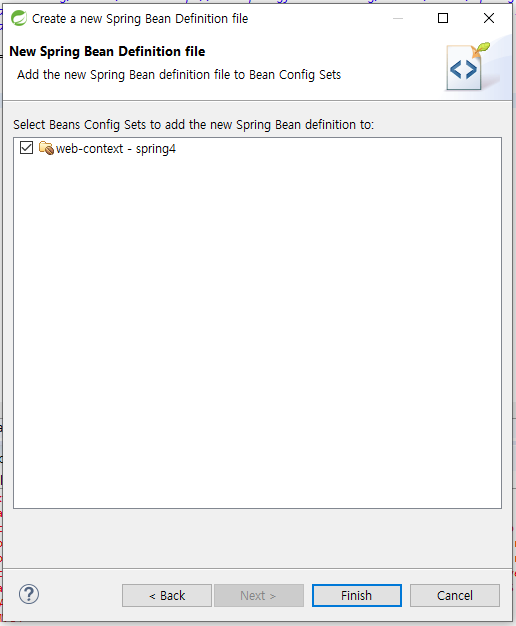 Create a new Spring Bean Definition file
New Spring Bean Definition file
Add the new Spring Bean definition file to Bean Config Sets
Select Beans Config Sets to add the new Spring Bean definition to:
web-context - spring4
< Back
Next >
Finish
Cancel